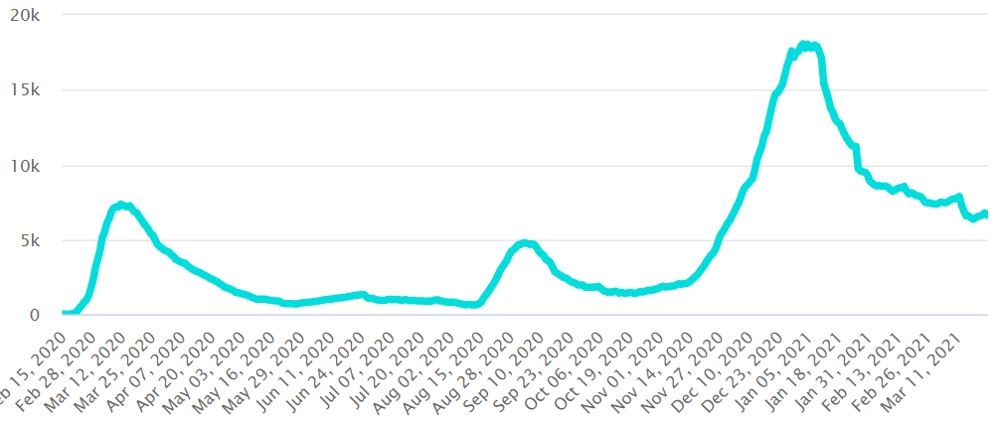 20k
15k
10k
5k
0
eb 15, 2020
Feb 28, 2020
Mar 12, 2020
Mar 25, 2020
Apr 07, 2020
Apr 20, 2020
May 03, 2020
May 16, 2020
May 29, 2020
Jun 11, 2020
Jun 24, 2020
Jul 07, 2020
Jul 20, 2020
Aug 02, 2020
Aug 15, 2020
Aug 28, 2020
Sep 10, 2020
Sep 23, 2020
Oct 06, 2020
Oct 19, 2020
Nov 01, 2020
Nov 14, 2020
Nov 27, 2020
Dec 10, 2020
Dec 23, 2020
Jan 05, 2021
Jan 18, 2021
Jan 31, 2021
Feb 13, 2021
Feb 26, 2021
Mar 11, 2021